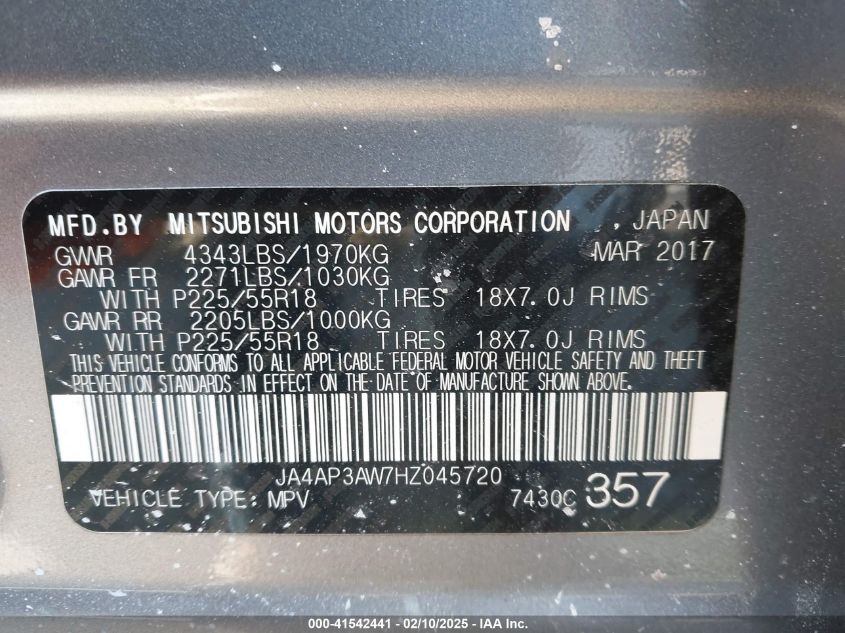 MFD.BY MITSUBISHI MOTORS CORPORATION , JAPAN
GVWR 4343LBS/1970KG MAR 2017
GAWR FR 2271LBS/1030KG
WITH P225/55R18 TIRES 18X7.0J RIMS
GAWR RR 2205LBS/1000KG
WITH P225/55R18 TIRES 18X7.0J RIMS
THIS VEHICLE CONFORMS TO ALL APPLICABLE FEDERAL MOTOR VEHICLE SAFETY AND THEFT
PREVENTION STANDARDS IN EFFECT ON THE DATE OF MANUFACTURE SHOWN ABOVE.
JA4AP3AW7HZ045720
VEHICLE TYPE:MPV 7430C 357
000-41542441 - 02/10/2025 - IAA Inc.